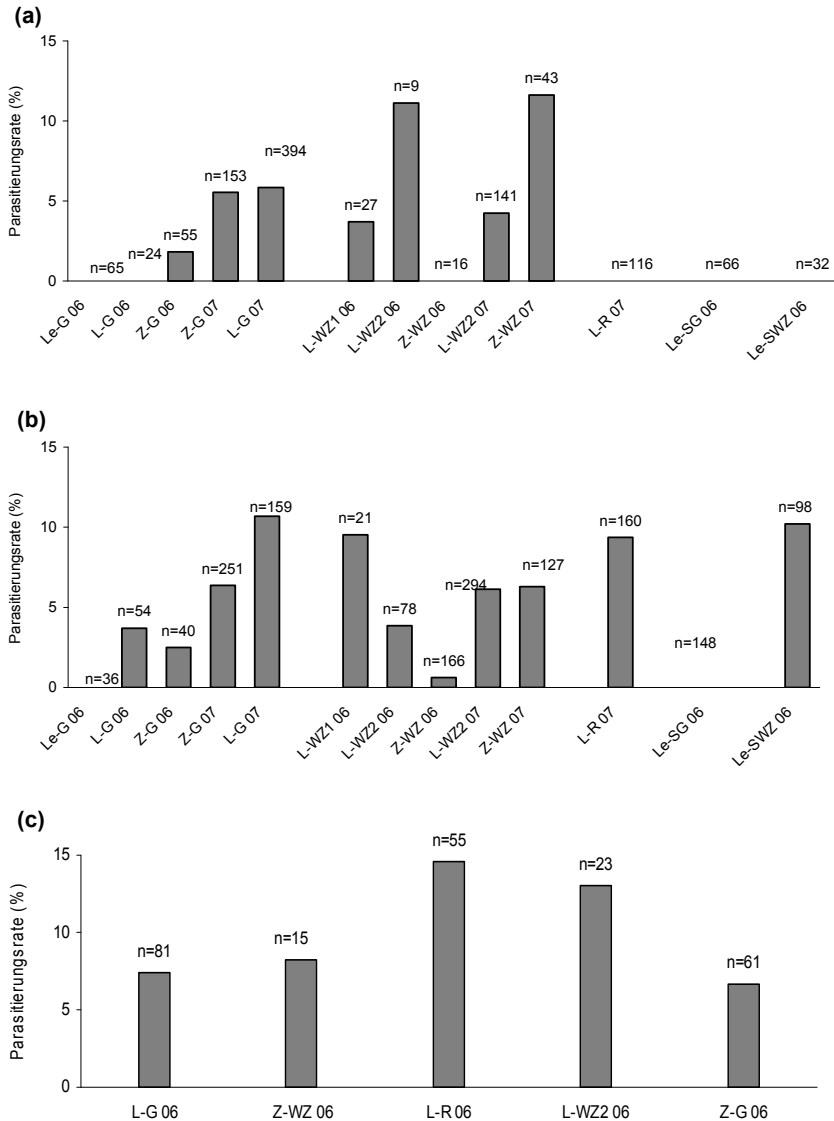 (a)
Parasitierungsrate (%)
15
10
5
0
n=65
n=24
n=55
n=153
n=394
n=27
n=9
n=16
n=141
n=43
n=116
n=66
n=32
Le-G 06
L-G 06
Z-G 06
Z-G 07
L-G 07
L-WZ1 06
L-WZ2 06
Z-WZ 06
L-WZ2 07
Z-WZ 07
L-R 07
Le-SG 06
Le-SWZ 06
(b)
Parasitierungsrate (%)
15
10
5
0
n=36
n=54
n=40
n=251
n=159
n=21
n=78
n=166
n=294
n=127
n=160
n=148
n=98
Le-G 06
L-G 06
Z-G 06
Z-G 07
L-G 07
L-WZ1 06
L-WZ2 06
Z-WZ 06
L-WZ2 07
Z-WZ 07
L-R 07
Le-SG 06
Le-SWZ 06
(c)
Parasitierungsrate (%)
15
10
5
0
n=81
n=15
n=55
n=23
n=61
L-G 06
Z-WZ 06
L-R 06
L-WZ2 06
Z-G 06